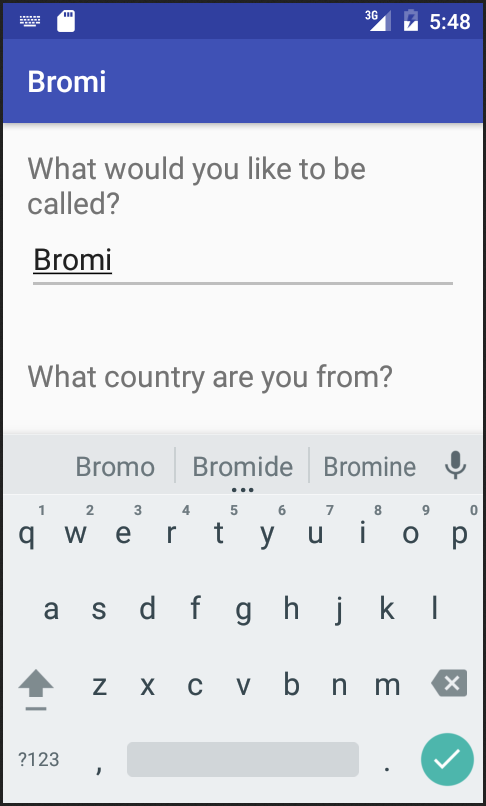 3G 5:48
Bromi
What would you like to be
called?
Bromi
What country are you from?
Bromo Bromide Bromine
1 2 3 4 5 6 7 8 9 0
q w e r t y u i o p
a s d f g h j k l
z x c v b n m
?123 , .